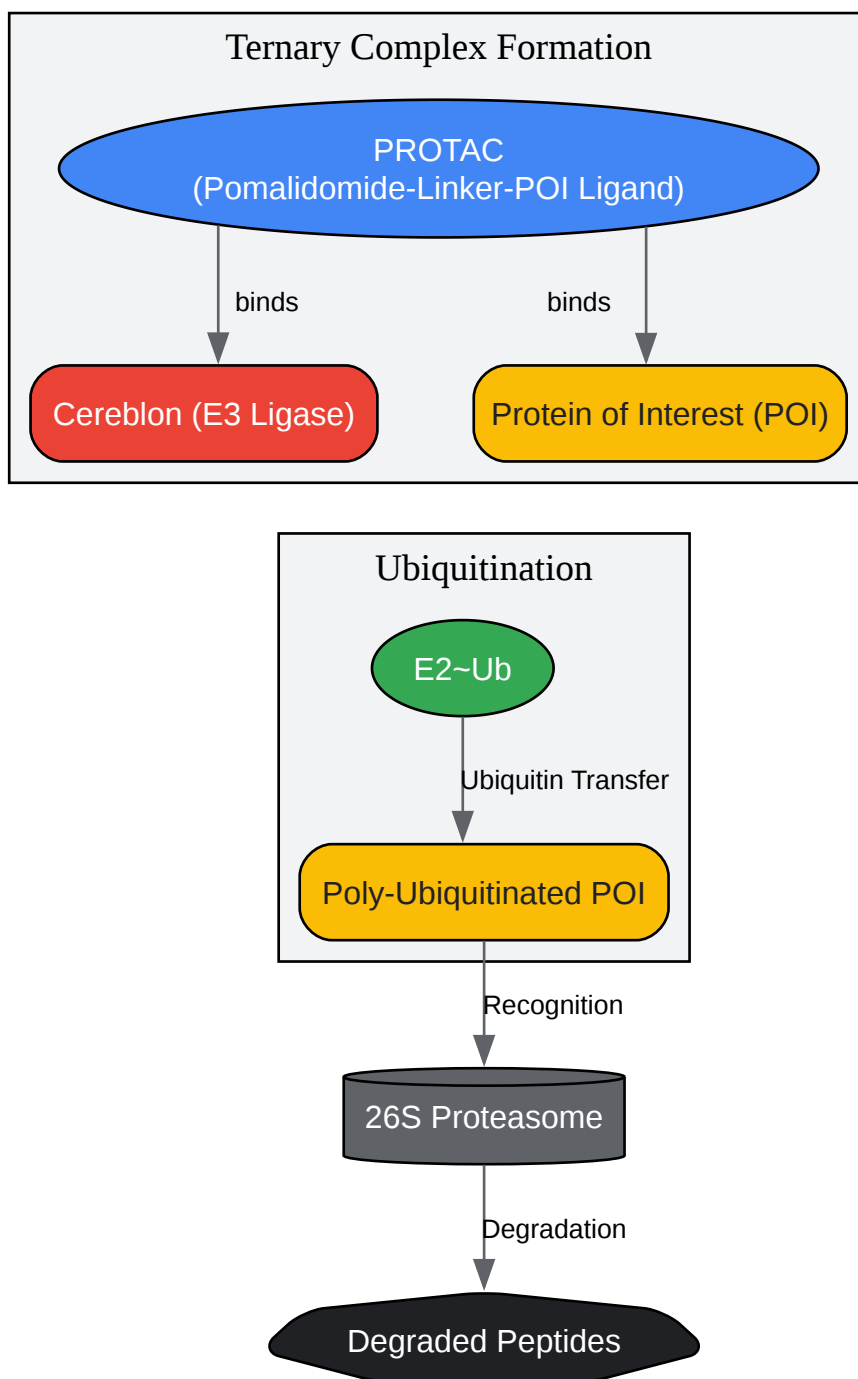 Ternary Complex Formation
PROTAC
(Pomalidomide-Linker-POI Ligand)
binds
binds
Cereblon (E3 Ligase)
Protein of Interest (POI)
Ubiquitination
E2~Ub
Ubiquitin Transfer
Poly-Ubiquitinated POI
Recognition
26S Proteasome
Degradation
Degraded Peptides